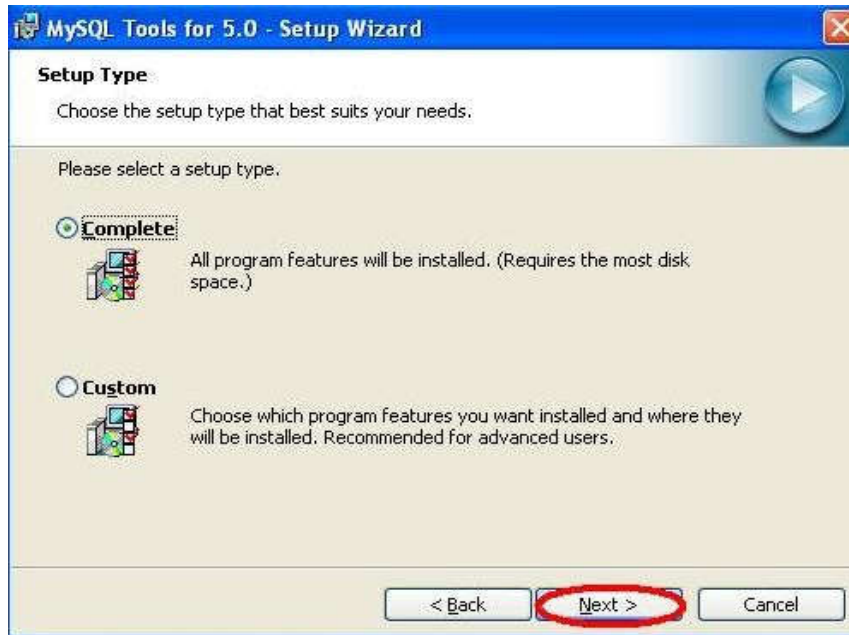 MySQL Tools for 5.0 - Setup Wizard
Setup Type
Choose the setup type that best suits your needs.
Please select a setup type.
Complete
All program features will be installed. (Requires the most disk
space.)
Custom
Choose which program features you want installed and where they
will be installed. Recommended for advanced users.
< Back Next > Cancel